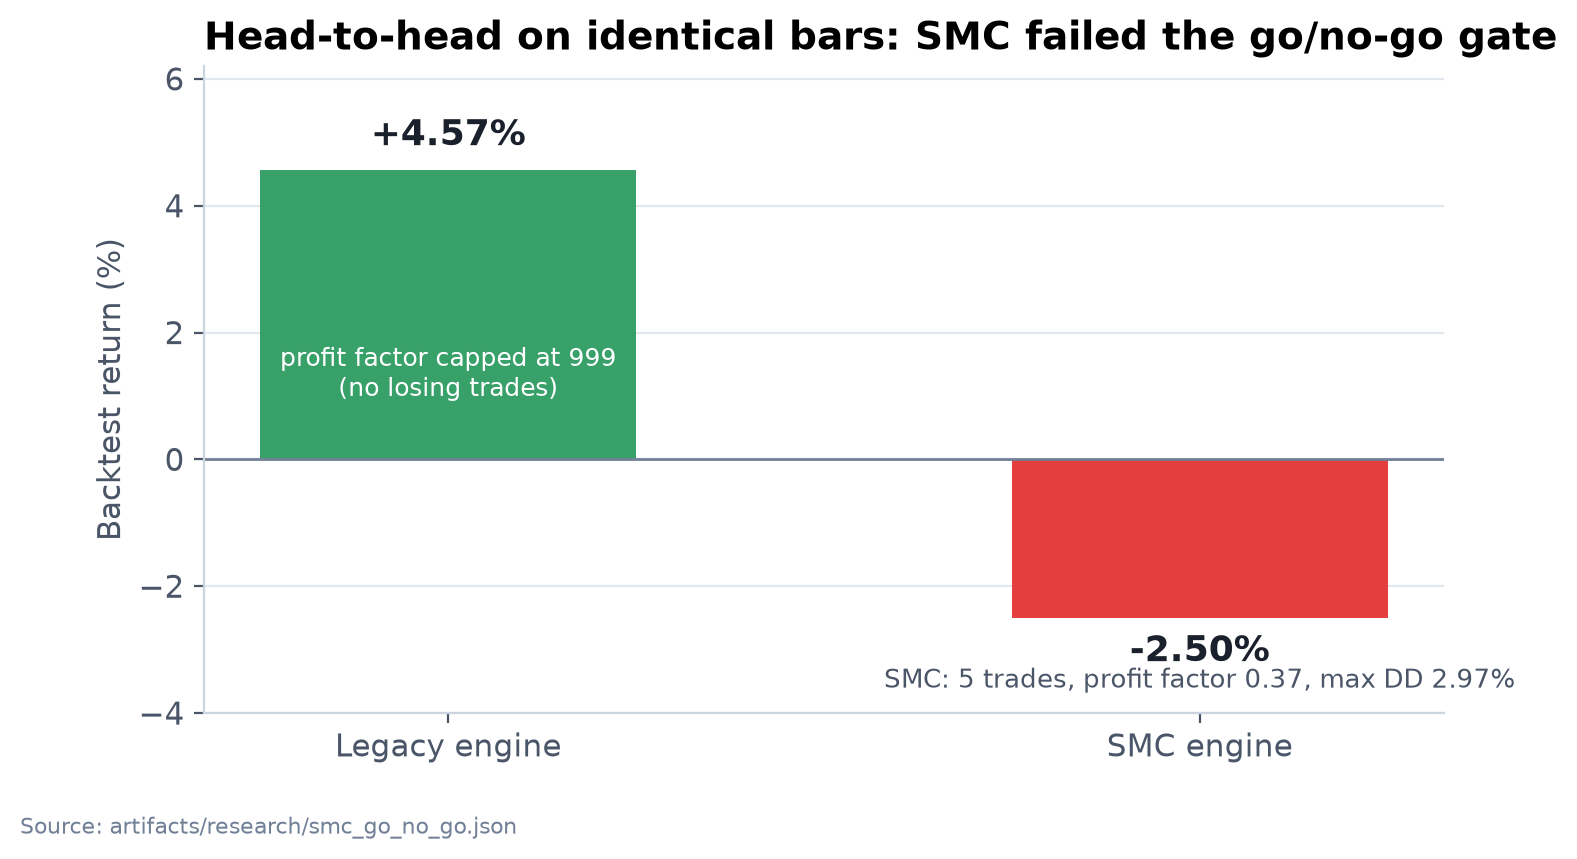 Head-to-head on identical bars: SMC failed the go/no-go gate
Backtest return (%)
6
4
2
0
−2
−4
+4.57%
profit factor capped at 999
(no losing trades)
-2.50%
SMC: 5 trades, profit factor 0.37, max DD 2.97%
Legacy engine
SMC engine
Source: artifacts/research/smc_go_no_go.json